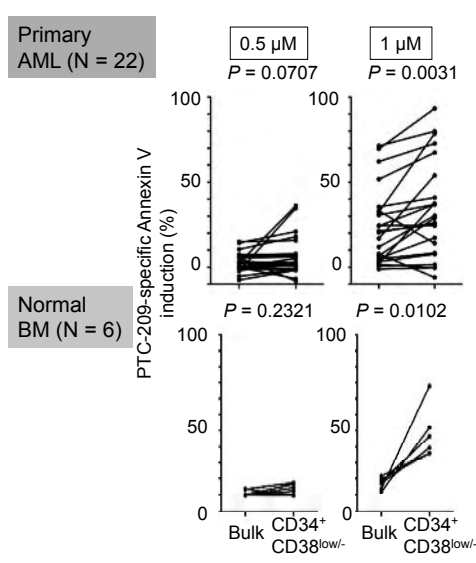 Primary
AML (N = 22)
0.5 µM
1 µM
P = 0.0707
P = 0.0031
PTC-209-specific Annexin V
induction (%)
100
50
0
100
50
0
Normal
BM (N = 6)
P = 0.2321
P = 0.0102
100
50
0
100
50
0
Bulk CD34⁺
CD38low/-
Bulk CD34⁺
CD38low/-